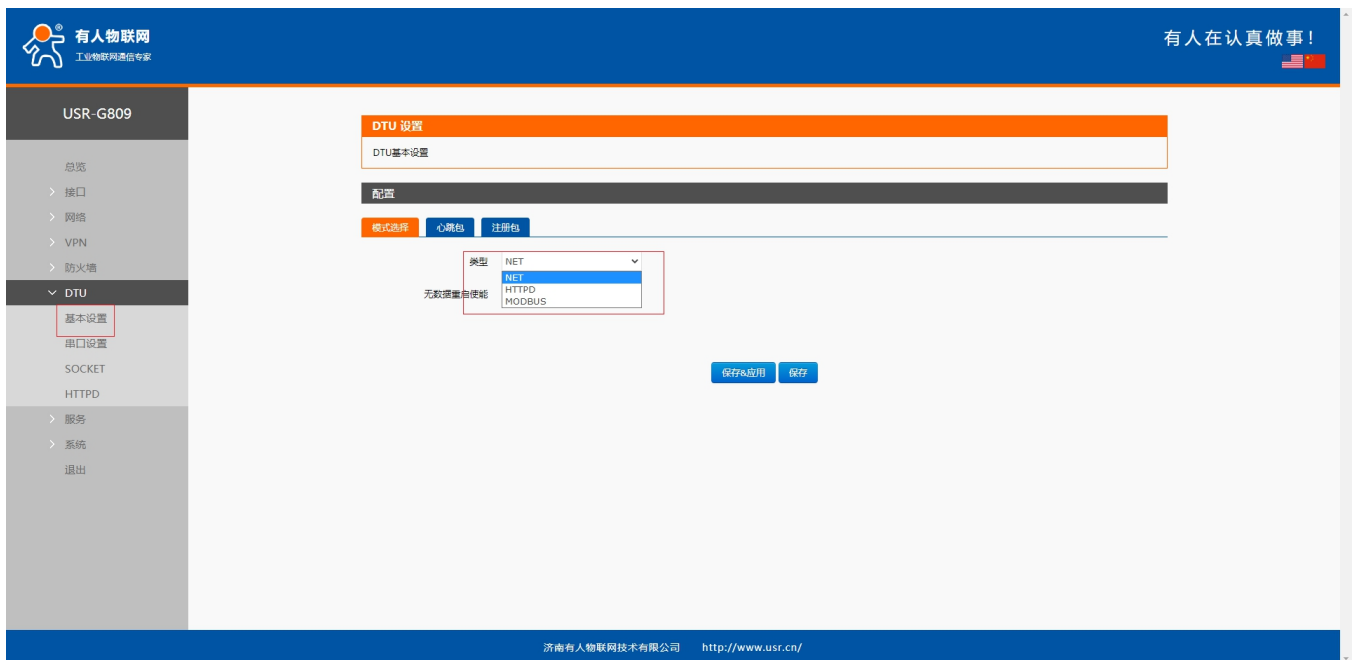 有人物联网
工业物联网通信专家
有人在认真做事！
USR-G809
总览
接口
网络
VPN
防火墙
DTU
基本设置
串口设置
SOCKET
HTTPD
服务
系统
退出
DTU 设置
DTU基本设置
配置
模式选择 心跳包 注册包
类型 NET
NET
无数据重启使能 HTTPD
MODBUS
保存&应用 保存
济南有人物联网技术有限公司 http://www.usr.cn/